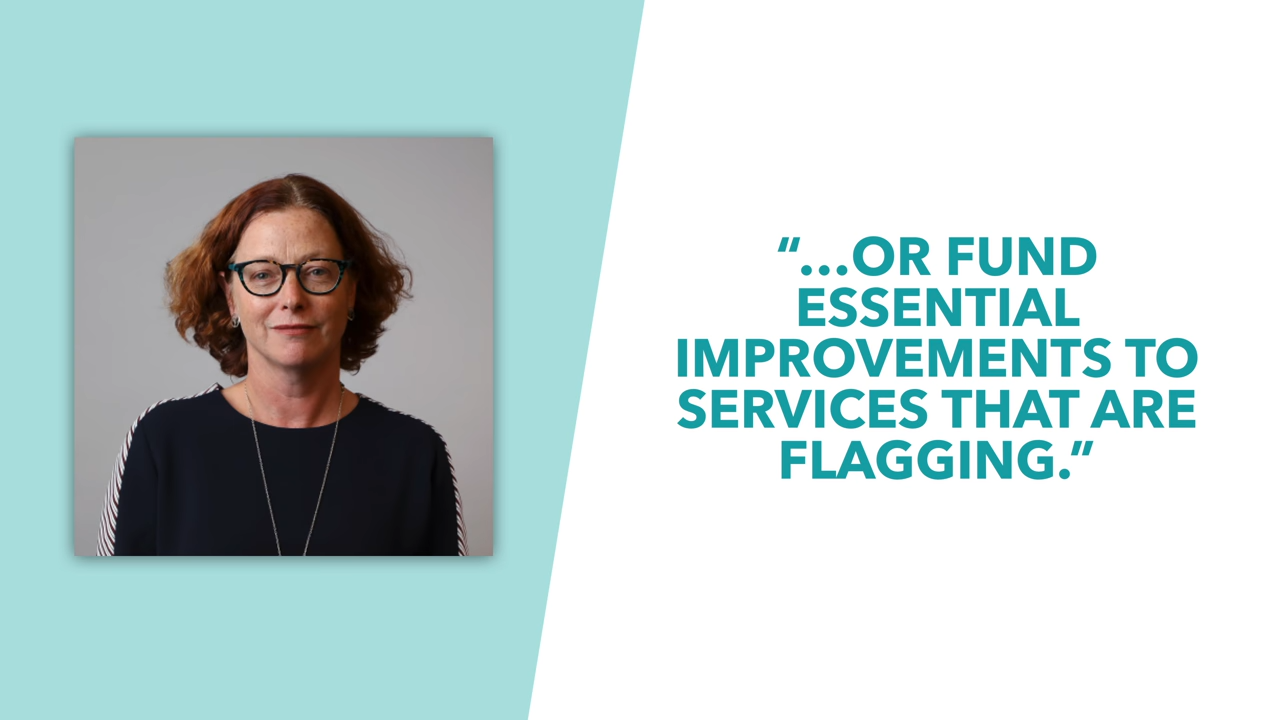 “...OR FUND
ESSENTIAL
IMPROVEMENTS TO
SERVICES THAT ARE
FLAGGING.”